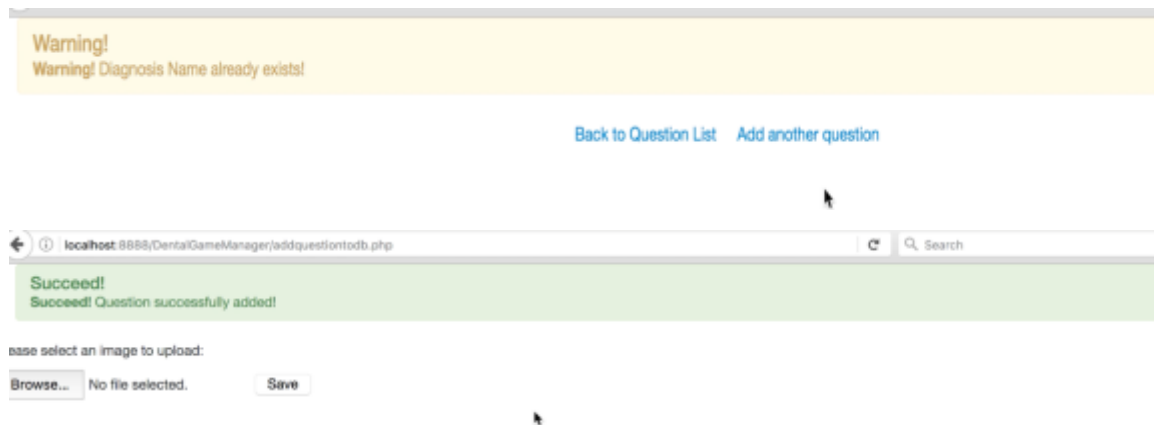 Warning!
Warning! Diagnosis Name already exists!
Back to Question List Add another question
localhost:8888/DentalGameManager/addquestiontodb.php Search
Succeed!
Succeed! Question successfully added!
ease select an image to upload:
Browse... No file selected. Save